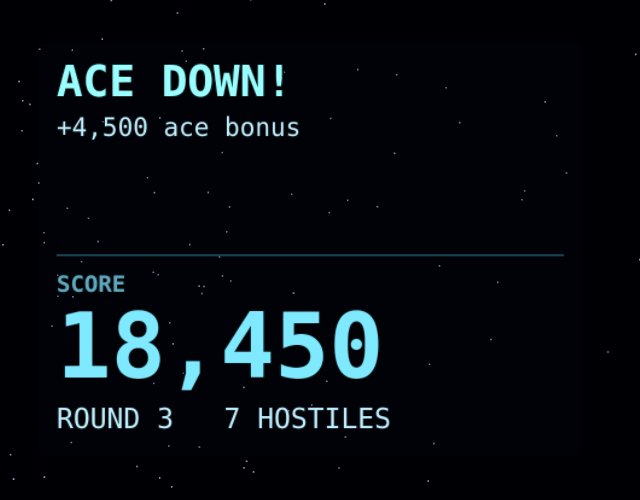 ACE DOWN!
+4,500 ace bonus
SCORE
18,450
ROUND 3   7 HOSTILES